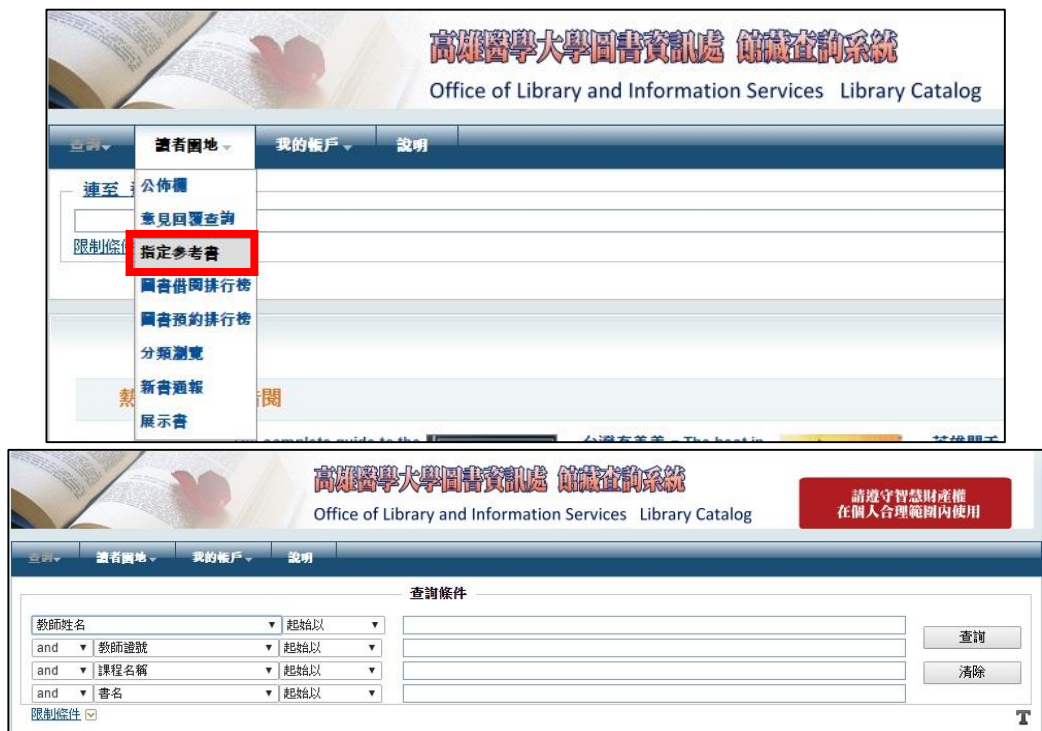 高雄醫學大學圖書資訊處 館藏查詢系統
Office of Library and Information Services Library Catalog
查詢 讀者園地 我的帳戶 說明
連至
公佈欄
意見回覆查詢
限制條件
指定參考書
圖書借閱排行榜
圖書預約排行榜
分類瀏覽
新書通報
熱 閱
展示書
complete guide to the
台灣有善美 – The best in
高雄醫學大學圖書資訊處 館藏查詢系統
Office of Library and Information Services Library Catalog
請遵守智慧財產權
在個人合理範圍內使用
查詢 讀者園地 我的帳戶 說明
查詢條件
教師姓名 起始以
and 教師證號 起始以
查詢
and 課程名稱 起始以
清除
and 書名 起始以
限制條件
T